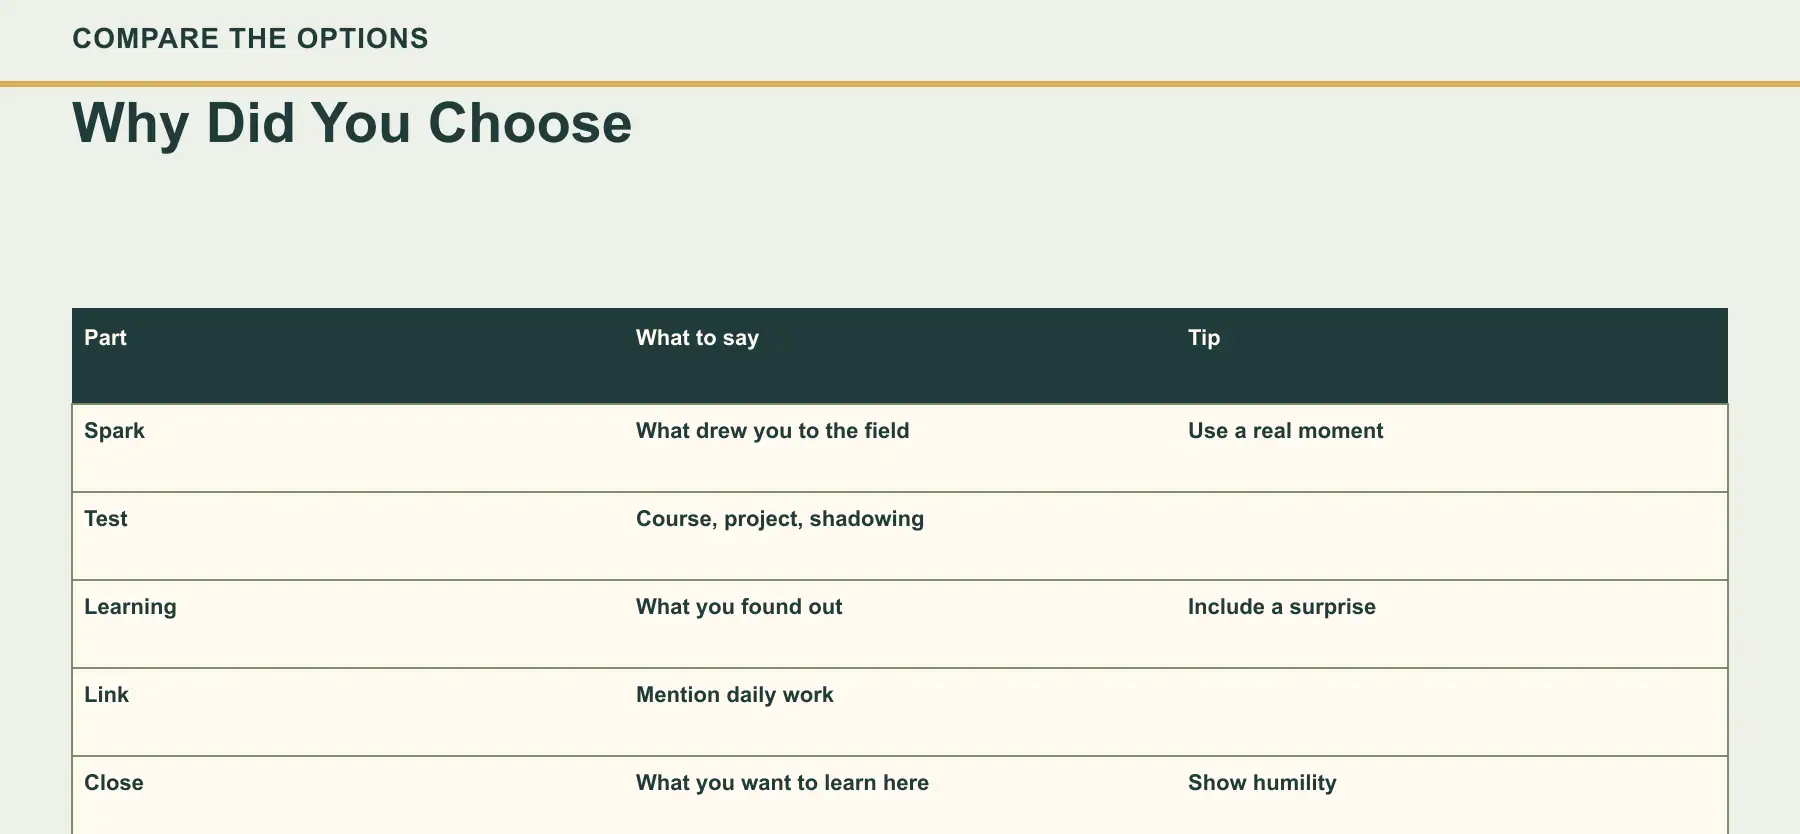 COMPARE THE OPTIONS
Why Did You Choose
Part What to say Tip
Spark What drew you to the field Use a real moment
Test Course, project, shadowing
Learning What you found out Include a surprise
Link Mention daily work
Close What you want to learn here Show humility